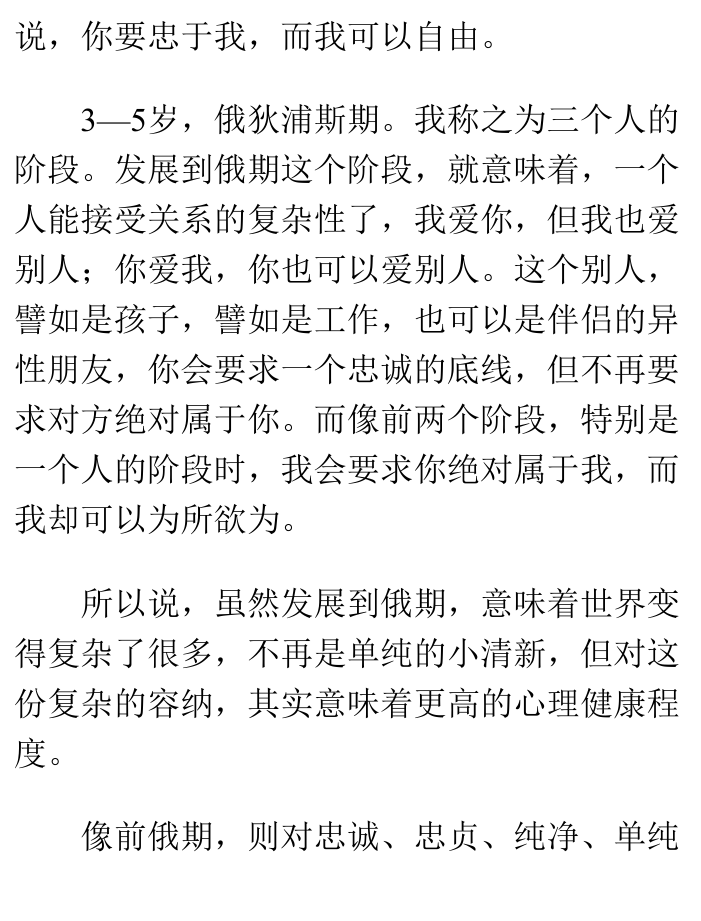 说，你要忠于我，而我可以自由。
3—5岁，俄狄浦斯期。我称之为三个人的
阶段。发展到俄期这个阶段，就意味着，一个
人能接受关系的复杂性了，我爱你，但我也爱
别人；你爱我，你也可以爱别人。这个别人，
譬如是孩子，譬如是工作，也可以是伴侣的异
性朋友，你会要求一个忠诚的底线，但不再要
求对方绝对属于你。而像前两个阶段，特别是
一个人的阶段时，我会要求你绝对属于我，而
我却可以为所欲为。
所以说，虽然发展到俄期，意味着世界变
得复杂了很多，不再是单纯的小清新，但对这
份复杂的容纳，其实意味着更高的心理健康程
度。
像前俄期，则对忠诚、忠贞、纯净、单纯